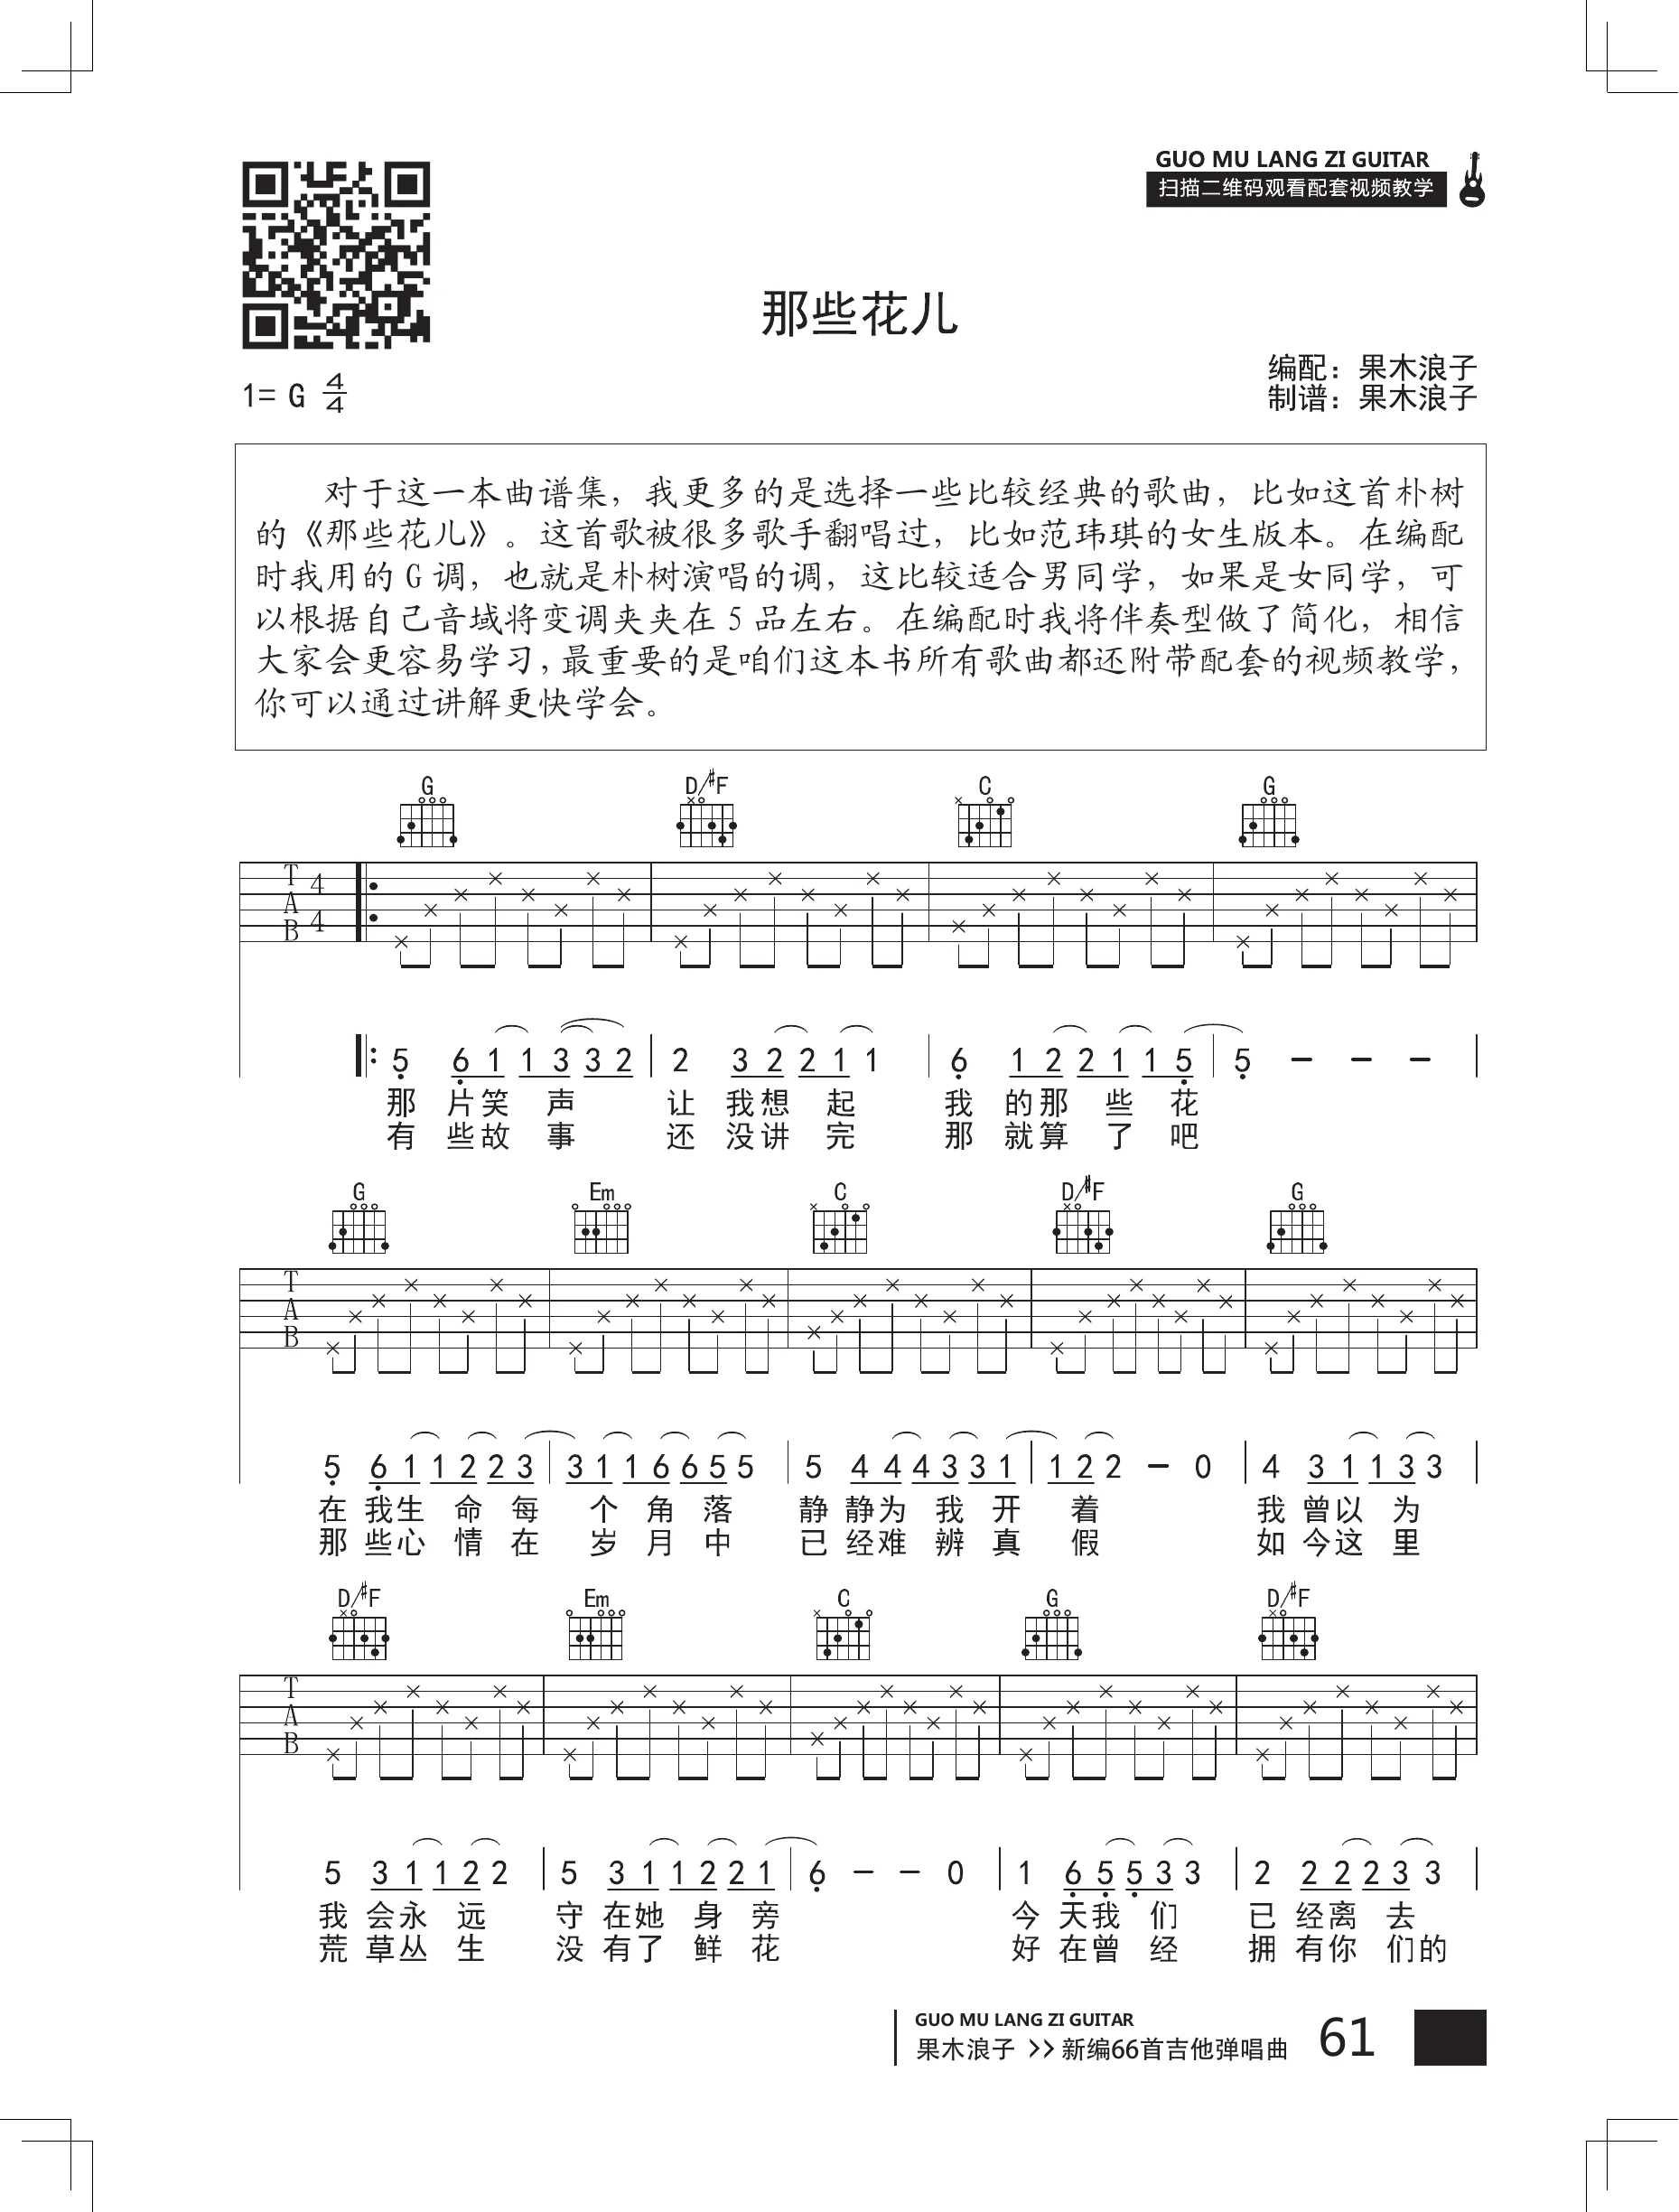 GUO MU LANG ZI GUITAR
扫描二维码观看配套视频教学
那些花儿
1= G 4/4
编配：果木浪子
制谱：果木浪子
对于这一本曲谱集，我更多的是选择一些比较经典的歌曲，比如这首朴树
的《那些花儿》。这首歌被很多歌手翻唱过，比如范玮琪的女生版本。在编配
时我用的 G 调，也就是朴树演唱的调，这比较适合男同学，如果是女同学，可
以根据自己音域将变调夹夹在 5 品左右。在编配时我将伴奏型做了简化，相信
大家会更容易学习，最重要的是咱们这本书所有歌曲都还附带配套的视频教学，
你可以通过讲解更快学会。
G D/#F C G
T A B 4 4
5 6 1 1 3 3 2 2 3 2 2 1 1 6 1 2 2 1 1 5 5 — — —
那 片 笑 声 让 我 想 起 我 的 那 些 花
有 些 故 事 还 没 讲 完 那 就 算 了 吧
G Em C D/#F G
T A B
5 6 1 1 2 2 3 3 1 1 6 6 5 5 5 4 4 4 3 3 1 1 2 2 — 0 4 3 1 1 3 3
在 我 生 命 每 个 角 落 静 静 为 我 开 着 我 曾 以 为
那 些 心 情 在 岁 月 中 已 经 难 辨 真 假 如 今 这 里
D/#F Em C G D/#F
T A B
5 3 1 1 2 2 5 3 1 1 2 2 1 6 — — 0 1 6 5 5 3 3 2 2 2 2 3 3
我 会 永 远 守 在 她 身 旁 今 天 我 们 已 经 离 去
荒 草 丛 生 没 有 了 鲜 花 好 在 曾 经 拥 有 你 们 的
GUO MU LANG ZI GUITAR
果木浪子 >> 新编66首吉他弹唱曲 61